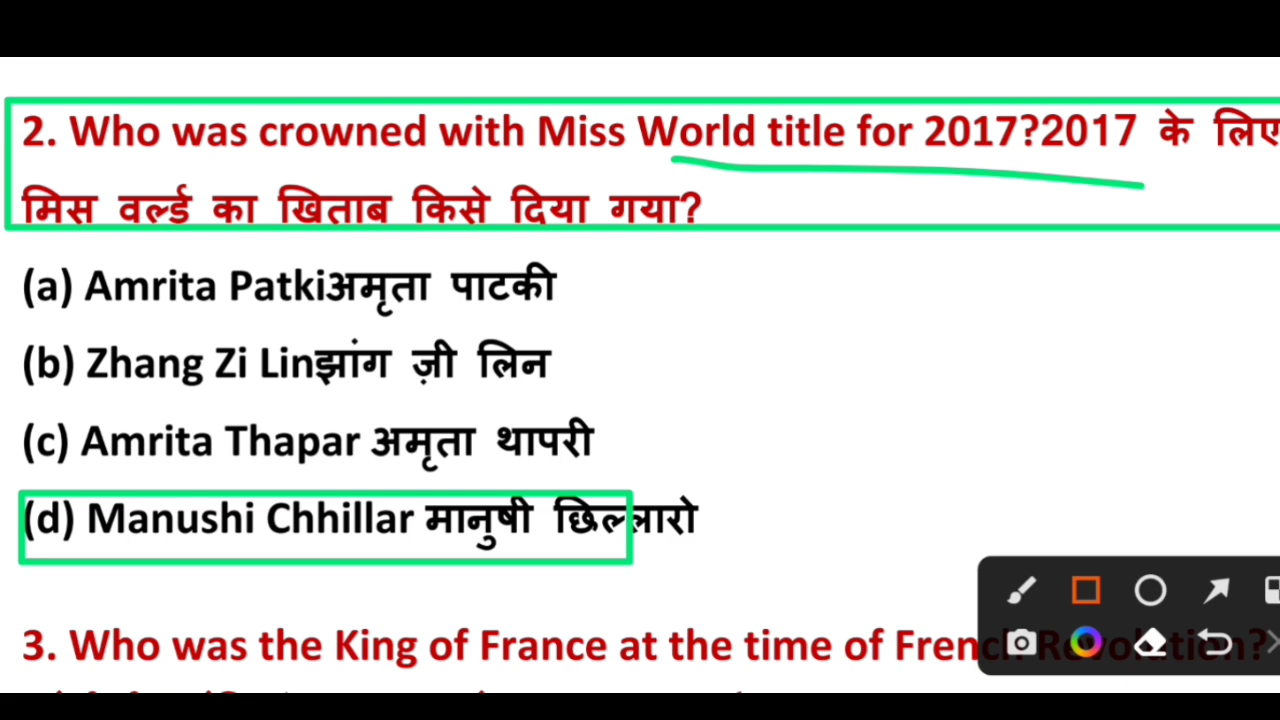 2. Who was crowned with Miss World title for 2017?2017 के लिए
मिस वर्ल्ड का खिताब किसे दिया गया?
(a) Amrita Patkiअमृता पाटकी
(b) Zhang Zi Linझांग ज़ी लिन
(c) Amrita Thapar अमृता थापरी
(d) Manushi Chhillar मानुषी छिल्लारो
3. Who was the King of France at the time of French Revolution?